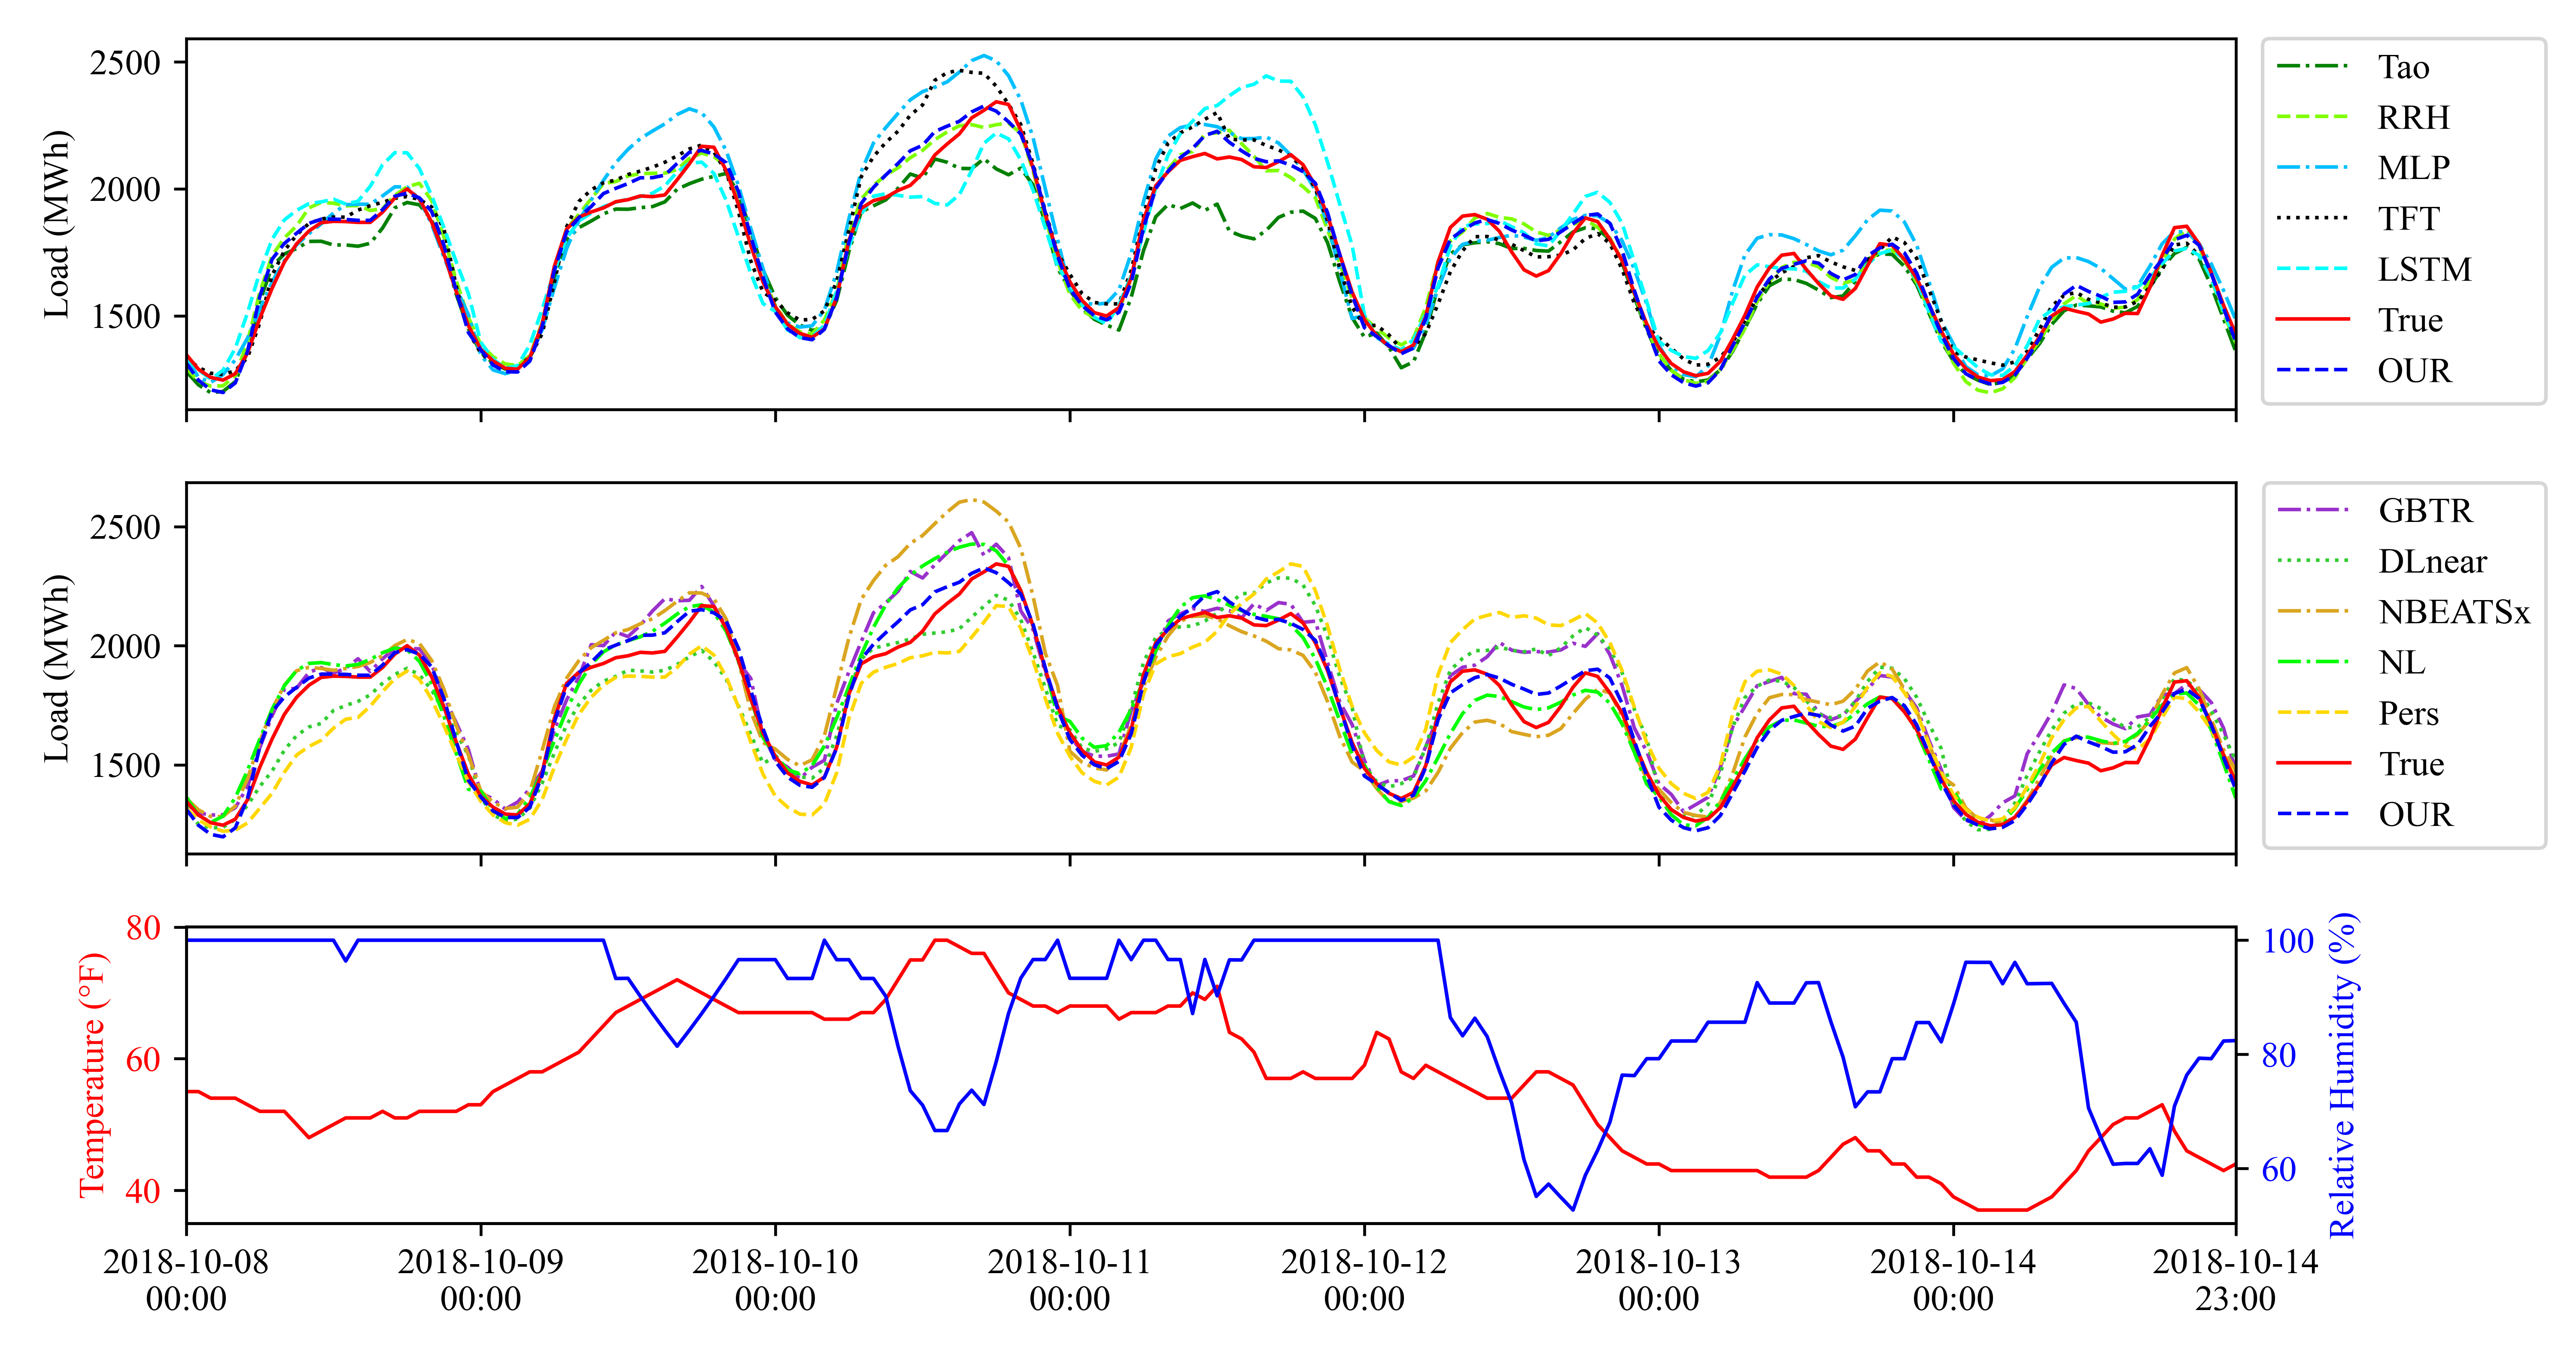 Load (MWh)
2500
2000
1500
Tao
RRH
MLP
TFT
LSTM
True
OUR
Load (MWh)
2500
2000
1500
GBTR
DLnear
NBEATSx
NL
Pers
True
OUR
Temperature (°F)
80
60
40
100
80
60
Relative Humidity (%)
2018-10-08 2018-10-09 2018-10-10 2018-10-11 2018-10-12 2018-10-13 2018-10-14 2018-10-14
00:00 00:00 00:00 00:00 00:00 00:00 00:00 23:00